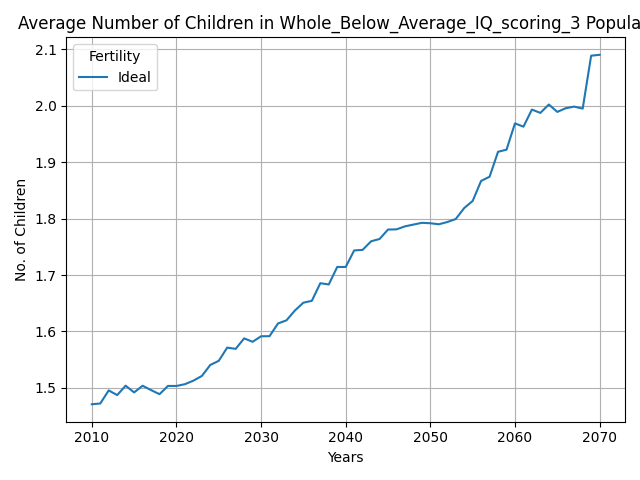 Average Number of Children in Whole_Below_Average_IQ_scoring_3 Popula
Fertility
Ideal
No. of Children
2.1
2.0
1.9
1.8
1.7
1.6
1.5
2010 2020 2030 2040 2050 2060 2070
Years